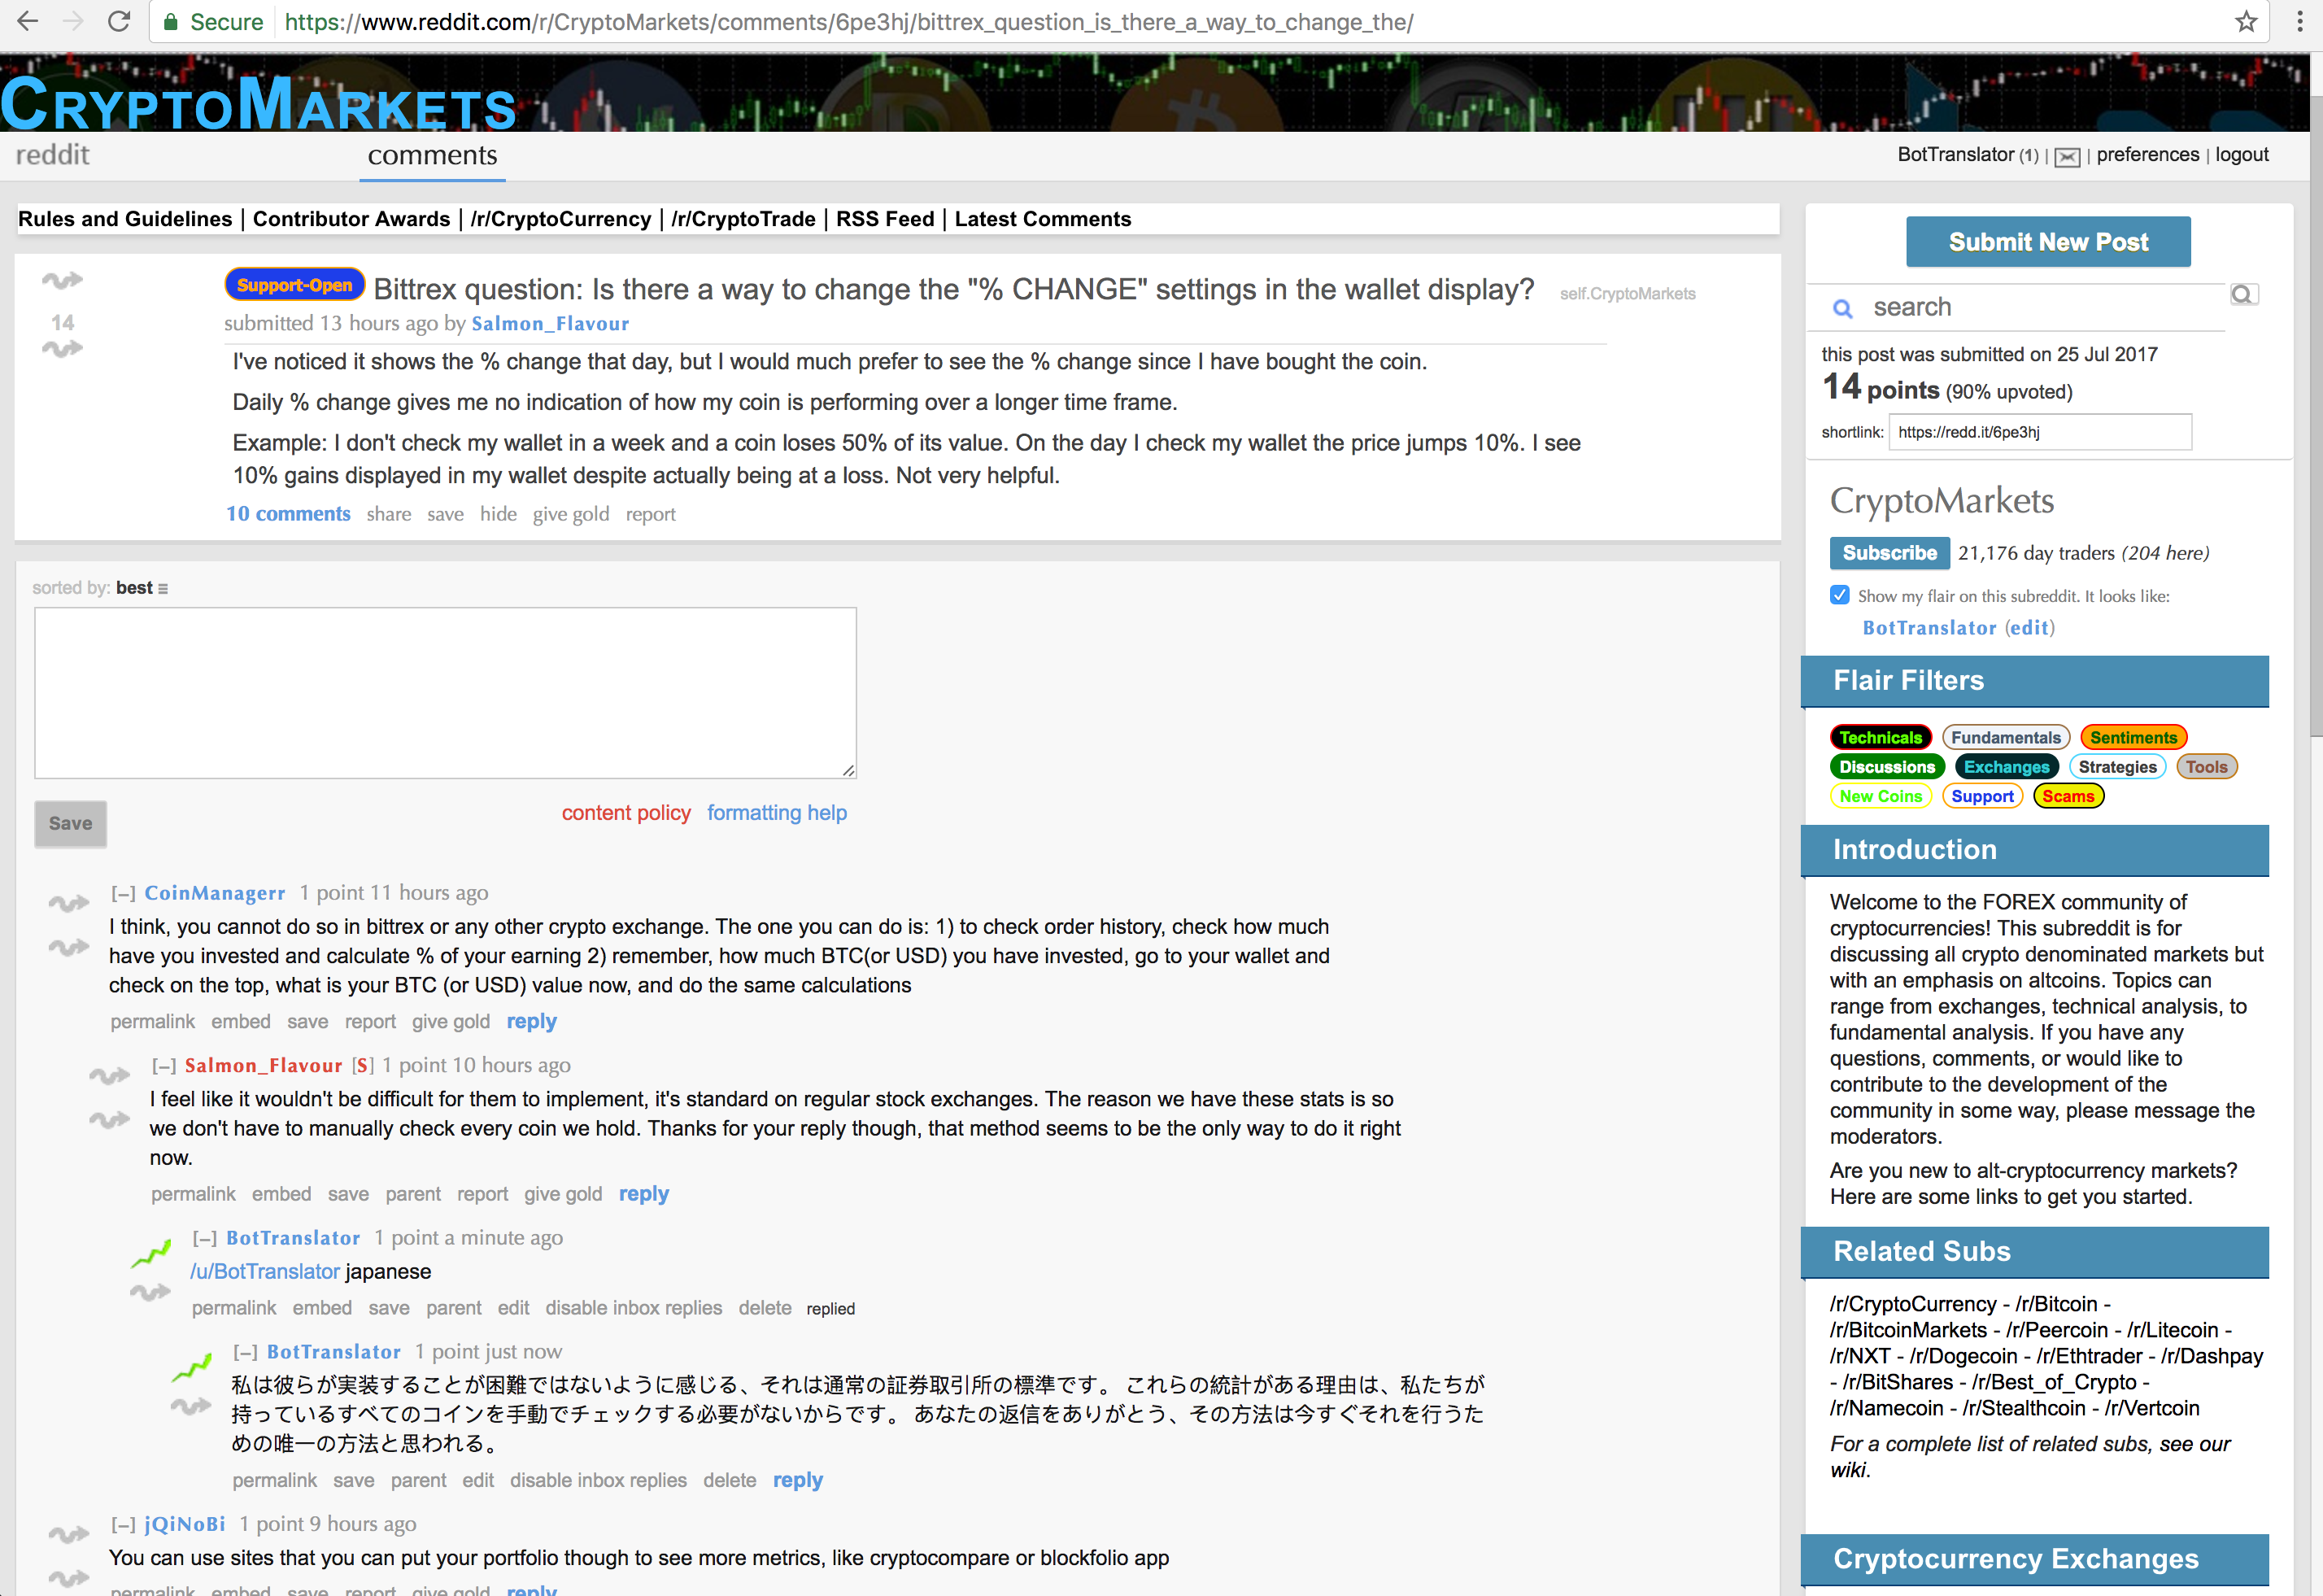 Secure https://www.reddit.com/r/CryptoMarkets/comments/6pe3hj/bittrex_question_is_there_a_way_to_change_the/
CryptoMarkets
reddit comments
BotTranslator (1) | | preferences | logout
Rules and Guidelines | Contributor Awards | /r/CryptoCurrency | /r/CryptoTrade | RSS Feed | Latest Comments
14
Support-Open Bittrex question: Is there a way to change the "% CHANGE" settings in the wallet display? self.CryptoMarkets
submitted 13 hours ago by Salmon_Flavour
I've noticed it shows the % change that day, but I would much prefer to see the % change since I have bought the coin.
Daily % change gives me no indication of how my coin is performing over a longer time frame.
Example: I don't check my wallet in a week and a coin loses 50% of its value. On the day I check my wallet the price jumps 10%. I see
10% gains displayed in my wallet despite actually being at a loss. Not very helpful.
10 comments share save hide give gold report
sorted by: best
Save
content policy formatting help
[–] CoinManagerr 1 point 11 hours ago
I think, you cannot do so in bittrex or any other crypto exchange. The one you can do is: 1) to check order history, check how much
have you invested and calculate % of your earning 2) remember, how much BTC(or USD) you have invested, go to your wallet and
check on the top, what is your BTC (or USD) value now, and do the same calculations
permalink embed save report give gold reply
[–] Salmon_Flavour [S] 1 point 10 hours ago
I feel like it wouldn't be difficult for them to implement, it's standard on regular stock exchanges. The reason we have these stats is so
we don't have to manually check every coin we hold. Thanks for your reply though, that method seems to be the only way to do it right
now.
permalink embed save parent report give gold reply
[–] BotTranslator 1 point a minute ago
/u/BotTranslator japanese
permalink embed save parent edit disable inbox replies delete replied
[–] BotTranslator 1 point just now
私は彼らが実装することが困難ではないように感じる、それは通常の証券取引所の標準です。 これらの統計がある理由は、私たちが
持っているすべてのコインを手動でチェックする必要がないからです。 あなたの返信をありがとう、その方法は今すぐそれを行うた
めの唯一の方法と思われる。
permalink save parent edit disable inbox replies delete reply
[–] jQiNoBi 1 point 9 hours ago
You can use sites that you can put your portfolio though to see more metrics, like cryptocompare or blockfolio app
permalink embed save report give gold reply
Submit New Post
search
this post was submitted on 25 Jul 2017
14 points (90% upvoted)
shortlink: https://redd.it/6pe3hj
CryptoMarkets
Subscribe 21,176 day traders (204 here)
Show my flair on this subreddit. It looks like:
BotTranslator (edit)
Flair Filters
Technicals Fundamentals Sentiments
Discussions Exchanges Strategies Tools
New Coins Support Scams
Introduction
Welcome to the FOREX community of
cryptocurrencies! This subreddit is for
discussing all crypto denominated markets but
with an emphasis on altcoins. Topics can
range from exchanges, technical analysis, to
fundamental analysis. If you have any
questions, comments, or would like to
contribute to the development of the
community in some way, please message the
moderators.
Are you new to alt-cryptocurrency markets?
Here are some links to get you started.
Related Subs
/r/CryptoCurrency - /r/Bitcoin -
/r/BitcoinMarkets - /r/Peercoin - /r/Litecoin -
/r/NXT - /r/Dogecoin - /r/Ethtrader - /r/Dashpay
- /r/BitShares - /r/Best_of_Crypto -
/r/Namecoin - /r/Stealthcoin - /r/Vertcoin
For a complete list of related subs, see our
wiki.
Cryptocurrency Exchanges